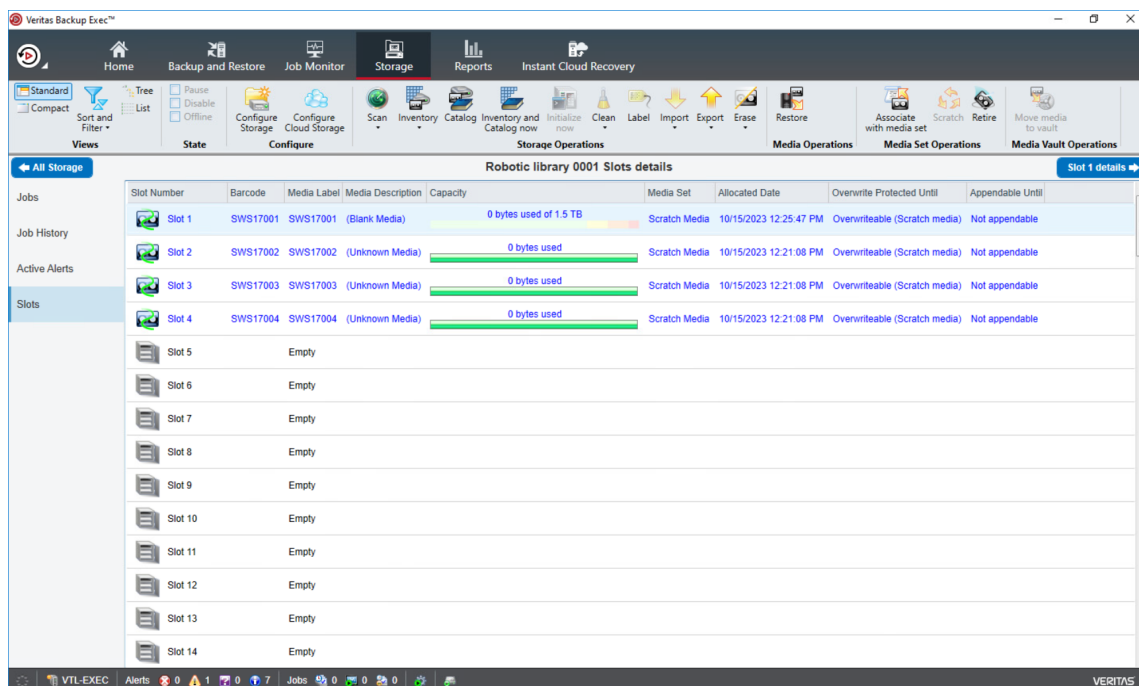 Veritas Backup Exec™
Home Backup and Restore Job Monitor Storage Reports Instant Cloud Recovery
Standard
Compact
Sort and Filter
Tree
List
Views
Pause
Disable
Offline
State
Configure Storage
Configure Cloud Storage
Configure
Scan
Inventory
Catalog
Inventory and Catalog now
Initialize now
Clean
Label
Import
Export
Erase
Storage Operations
Restore
Media Operations
Associate with media set
Scratch
Retire
Media Set Operations
Move media to vault
Media Vault Operations
All Storage
Robotic library 0001 Slots details
Slot 1 details
Jobs
Job History
Active Alerts
Slots
Slot Number Barcode Media Label Media Description Capacity Media Set Allocated Date Overwrite Protected Until Appendable Until
Slot 1 SWS17001 SWS17001 (Blank Media) 0 bytes used of 1.5 TB Scratch Media 10/15/2023 12:25:47 PM Overwriteable (Scratch media) Not appendable
Slot 2 SWS17002 SWS17002 (Unknown Media) 0 bytes used Scratch Media 10/15/2023 12:21:08 PM Overwriteable (Scratch media) Not appendable
Slot 3 SWS17003 SWS17003 (Unknown Media) 0 bytes used Scratch Media 10/15/2023 12:21:08 PM Overwriteable (Scratch media) Not appendable
Slot 4 SWS17004 SWS17004 (Unknown Media) 0 bytes used Scratch Media 10/15/2023 12:21:08 PM Overwriteable (Scratch media) Not appendable
Slot 5 Empty
Slot 6 Empty
Slot 7 Empty
Slot 8 Empty
Slot 9 Empty
Slot 10 Empty
Slot 11 Empty
Slot 12 Empty
Slot 13 Empty
Slot 14 Empty
VTL-EXEC Alerts 0 1 0 7 Jobs 0 0 0 VERITAS